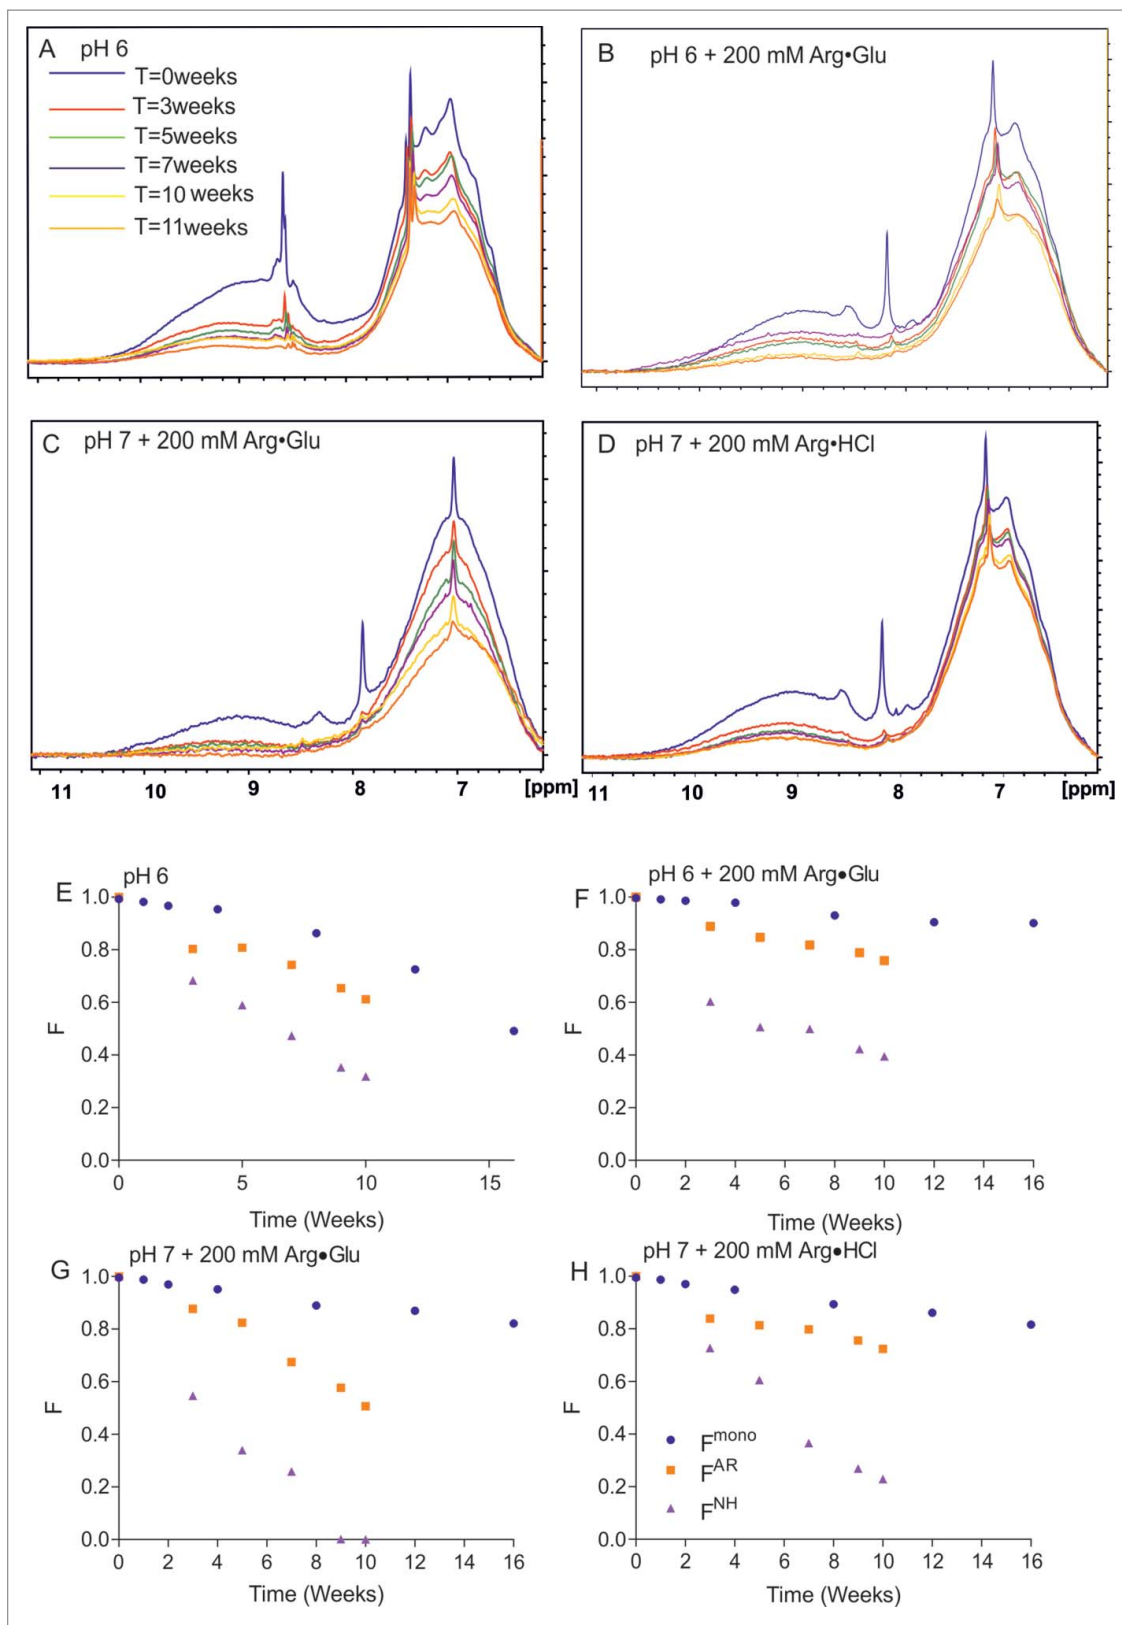 A pH 6
T=0weeks
T=3weeks
T=5weeks
T=7weeks
T=10 weeks
T=11weeks
B pH 6 + 200 mM Arg•Glu
C pH 7 + 200 mM Arg•Glu
D pH 7 + 200 mM Arg•HCl
11 10 9 8 7 [ppm]
11 10 9 8 7 [ppm]
E pH 6
1.0
0.8
0.6
0.4
0.2
0.0
F
0 5 10 15
Time (Weeks)
F pH 6 + 200 mM Arg•Glu
1.0
0.8
0.6
0.4
0.2
0.0
F
0 2 4 6 8 10 12 14 16
Time (Weeks)
G pH 7 + 200 mM Arg•Glu
1.0
0.8
0.6
0.4
0.2
0.0
F
0 2 4 6 8 10 12 14 16
Time (Weeks)
H pH 7 + 200 mM Arg•HCl
1.0
0.8
0.6
0.4
0.2
0.0
F
F^mono
F^AR
F^NH
0 2 4 6 8 10 12 14 16
Time (Weeks)